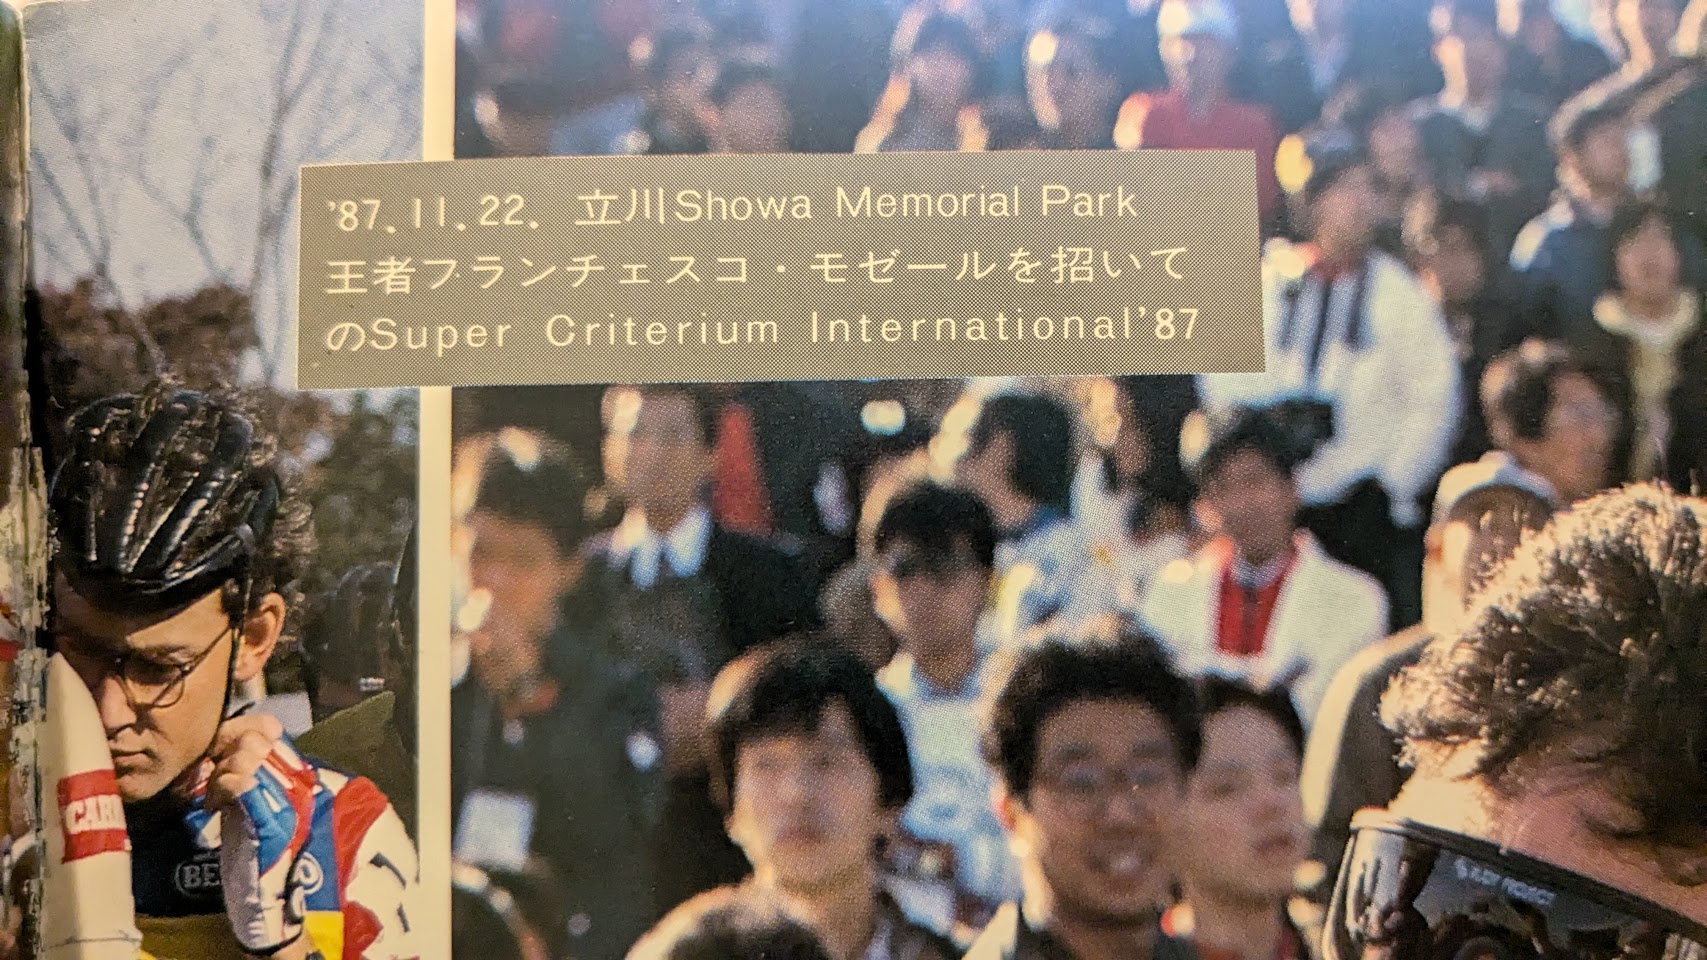 '87.11.22. 立川Showa Memorial Park
王者フランチェスコ・モゼールを招いて
のSuper Criterium International'87